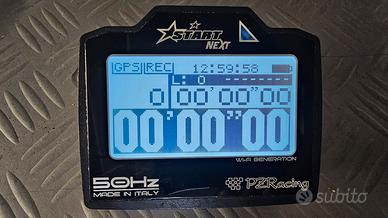 START
NEXT
GPS REC 12:59:58
L: 0
0 00'00"00
00'00"00
WI-FI GENERATION
50Hz
MADE IN ITALY
PZRacing
subito